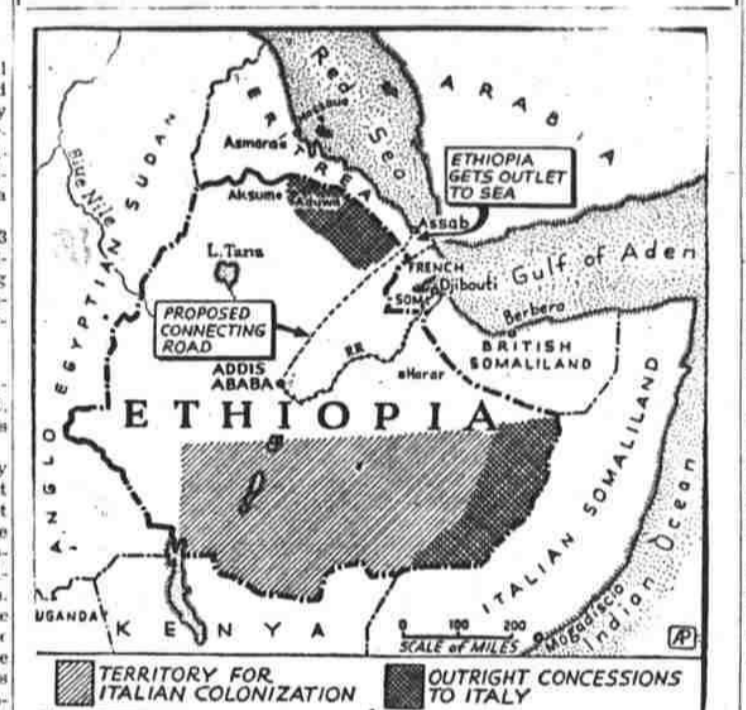 Red Sea
ARABIA
ERITREA
Massaua
Asmara
ETHIOPIA
GETS OUTLET
TO SEA
Blue Nile
ANGLO EGYPTIAN SUDAN
Aksum
Aduwa
Assab
L. Tana
FRENCH
SOM.
Djibouti
Gulf of Aden
PROPOSED
CONNECTING
ROAD
Berbera
BRITISH
SOMALILAND
RR
ADDIS
ABABA
Harar
ETHIOPIA
ITALIAN SOMALILAND
Indian Ocean
Mogadiscio
UGANDA
KENYA
0 100 200
SCALE of MILES
AP
TERRITORY FOR
ITALIAN COLONIZATION
OUTRIGHT CONCESSIONS
TO ITALY